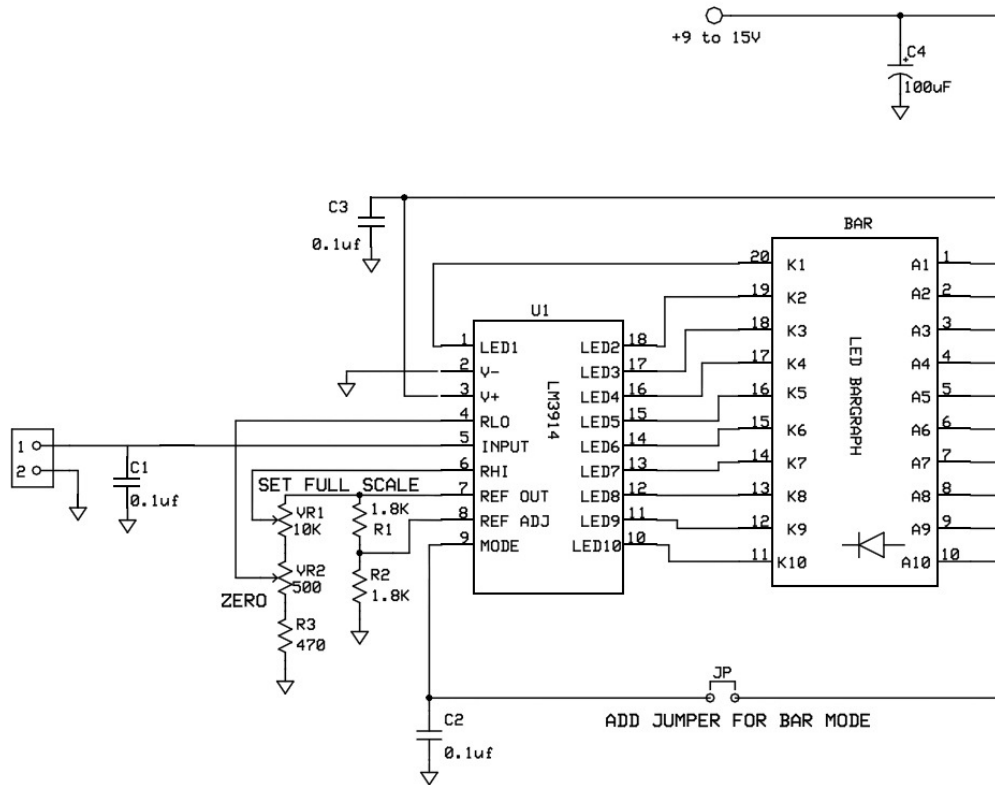 +9 to 15V
C4
+
100uF
C3
0.1uf
BAR
U1
LM3914
1 LED1
2 V-
3 V+
4 RLO
5 INPUT
6 RHI
7 REF OUT
8 REF ADJ
9 MODE
LED2 18
LED3 17
LED4 16
LED5 15
LED6 14
LED7 13
LED8 12
LED9 11
LED10 10
20 K1
19 K2
18 K3
17 K4
16 K5
15 K6
14 K7
13 K8
12 K9
11 K10
LED BARGRAPH
A1 1
A2 2
A3 3
A4 4
A5 5
A6 6
A7 7
A8 8
A9 9
A10 10
1
2
C1
0.1uf
SET FULL SCALE
VR1
10K
1.8K
R1
VR2
500
ZERO
R2
1.8K
R3
470
JP
ADD JUMPER FOR BAR MODE
C2
0.1uf